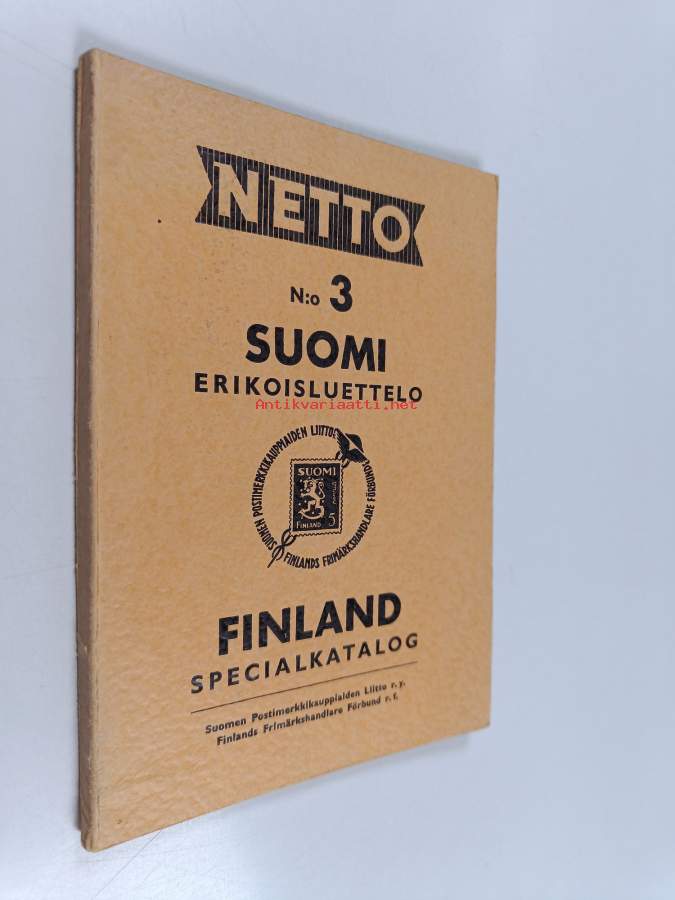 NETTO
N:o 3
SUOMI
ERIKOISLUETTELO
Antikvariaatti.net
SUOMEN POSTIMERKKIKAUPPIAIDEN LIITTO
SUOMI
FINLAND 5
FINLANDS FRIMÄRKSHANDLARE FÖRBUND
FINLAND
SPECIALKATALOG
Suomen Postimerkkikauppiaiden Liitto r. y.
Finlands Frimärkshandlare Förbund r. f.